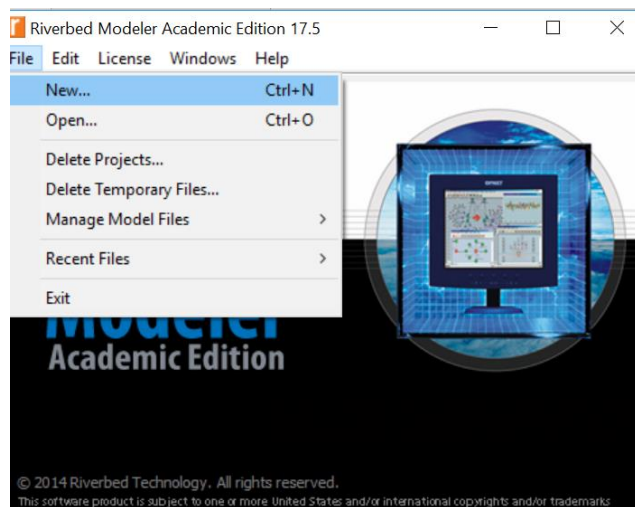 Riverbed Modeler Academic Edition 17.5
File Edit License Windows Help
New... Ctrl+N
Open... Ctrl+O
Delete Projects...
Delete Temporary Files...
Manage Model Files
Recent Files
Exit
Modeler
Academic Edition
© 2014 Riverbed Technology. All rights reserved.
This software product is subject to one or more United States and/or international copyrights and/or trademarks